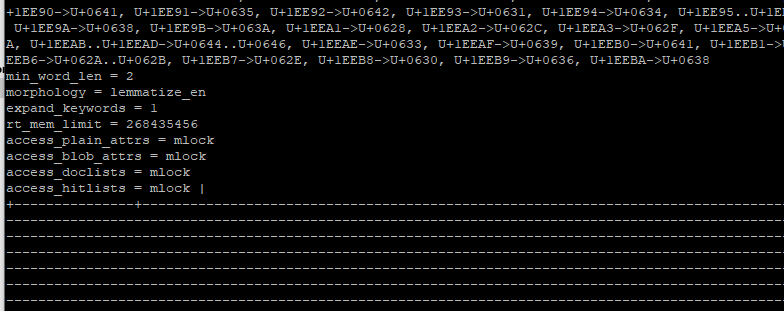 +1EE90->U+0641, U+1EE91->U+0635, U+1EE92->U+0642, U+1EE93->U+0631, U+1EE94->U+0634, U+1EE95..U+1EE
U+1EE9A->U+0638, U+1EE9B->U+063A, U+1EEA1->U+0628, U+1EEA2->U+062C, U+1EEA3->U+062F, U+1EEA5->U+
A, U+1EEAB..U+1EEAD->U+0644..U+0646, U+1EEAE->U+0633, U+1EEAF->U+0639, U+1EEB0->U+0641, U+1EEB1->
EEB6->U+062A..U+062B, U+1EEB7->U+062E, U+1EEB8->U+0630, U+1EEB9->U+0636, U+1EEBA->U+0638
min_word_len = 2
morphology = lemmatize_en
expand_keywords = 1
rt_mem_limit = 268435456
access_plain_attrs = mlock
access_blob_attrs = mlock
access_doclists = mlock
access_hitlists = mlock |